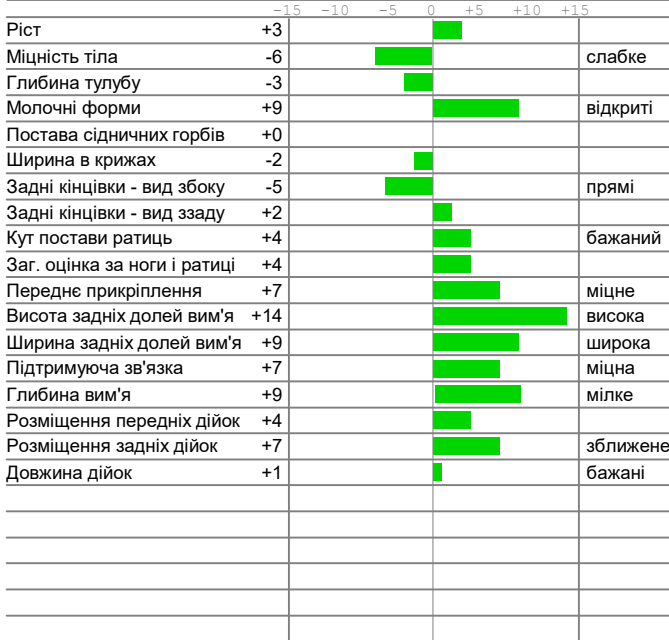 -15 -10 -5 0 +5 +10 +15
Ріст +3
Міцність тіла -6 слабке
Глибина тулубу -3
Молочні форми +9 відкриті
Постава сідничних горбів +0
Ширина в крижах -2
Задні кінцівки - вид збоку -5 прямі
Задні кінцівки - вид ззаду +2
Кут постави ратиць +4 бажаний
Заг. оцінка за ноги і ратиці +4
Переднє прикріплення +7 міцне
Висота задніх долей вим'я +14 висока
Ширина задніх долей вим'я +9 широка
Підтримуюча зв'язка +7 міцна
Глибина вим'я +9 мілке
Розміщення передніх дійок +4
Розміщення задніх дійок +7 зближене
Довжина дійок +1 бажані